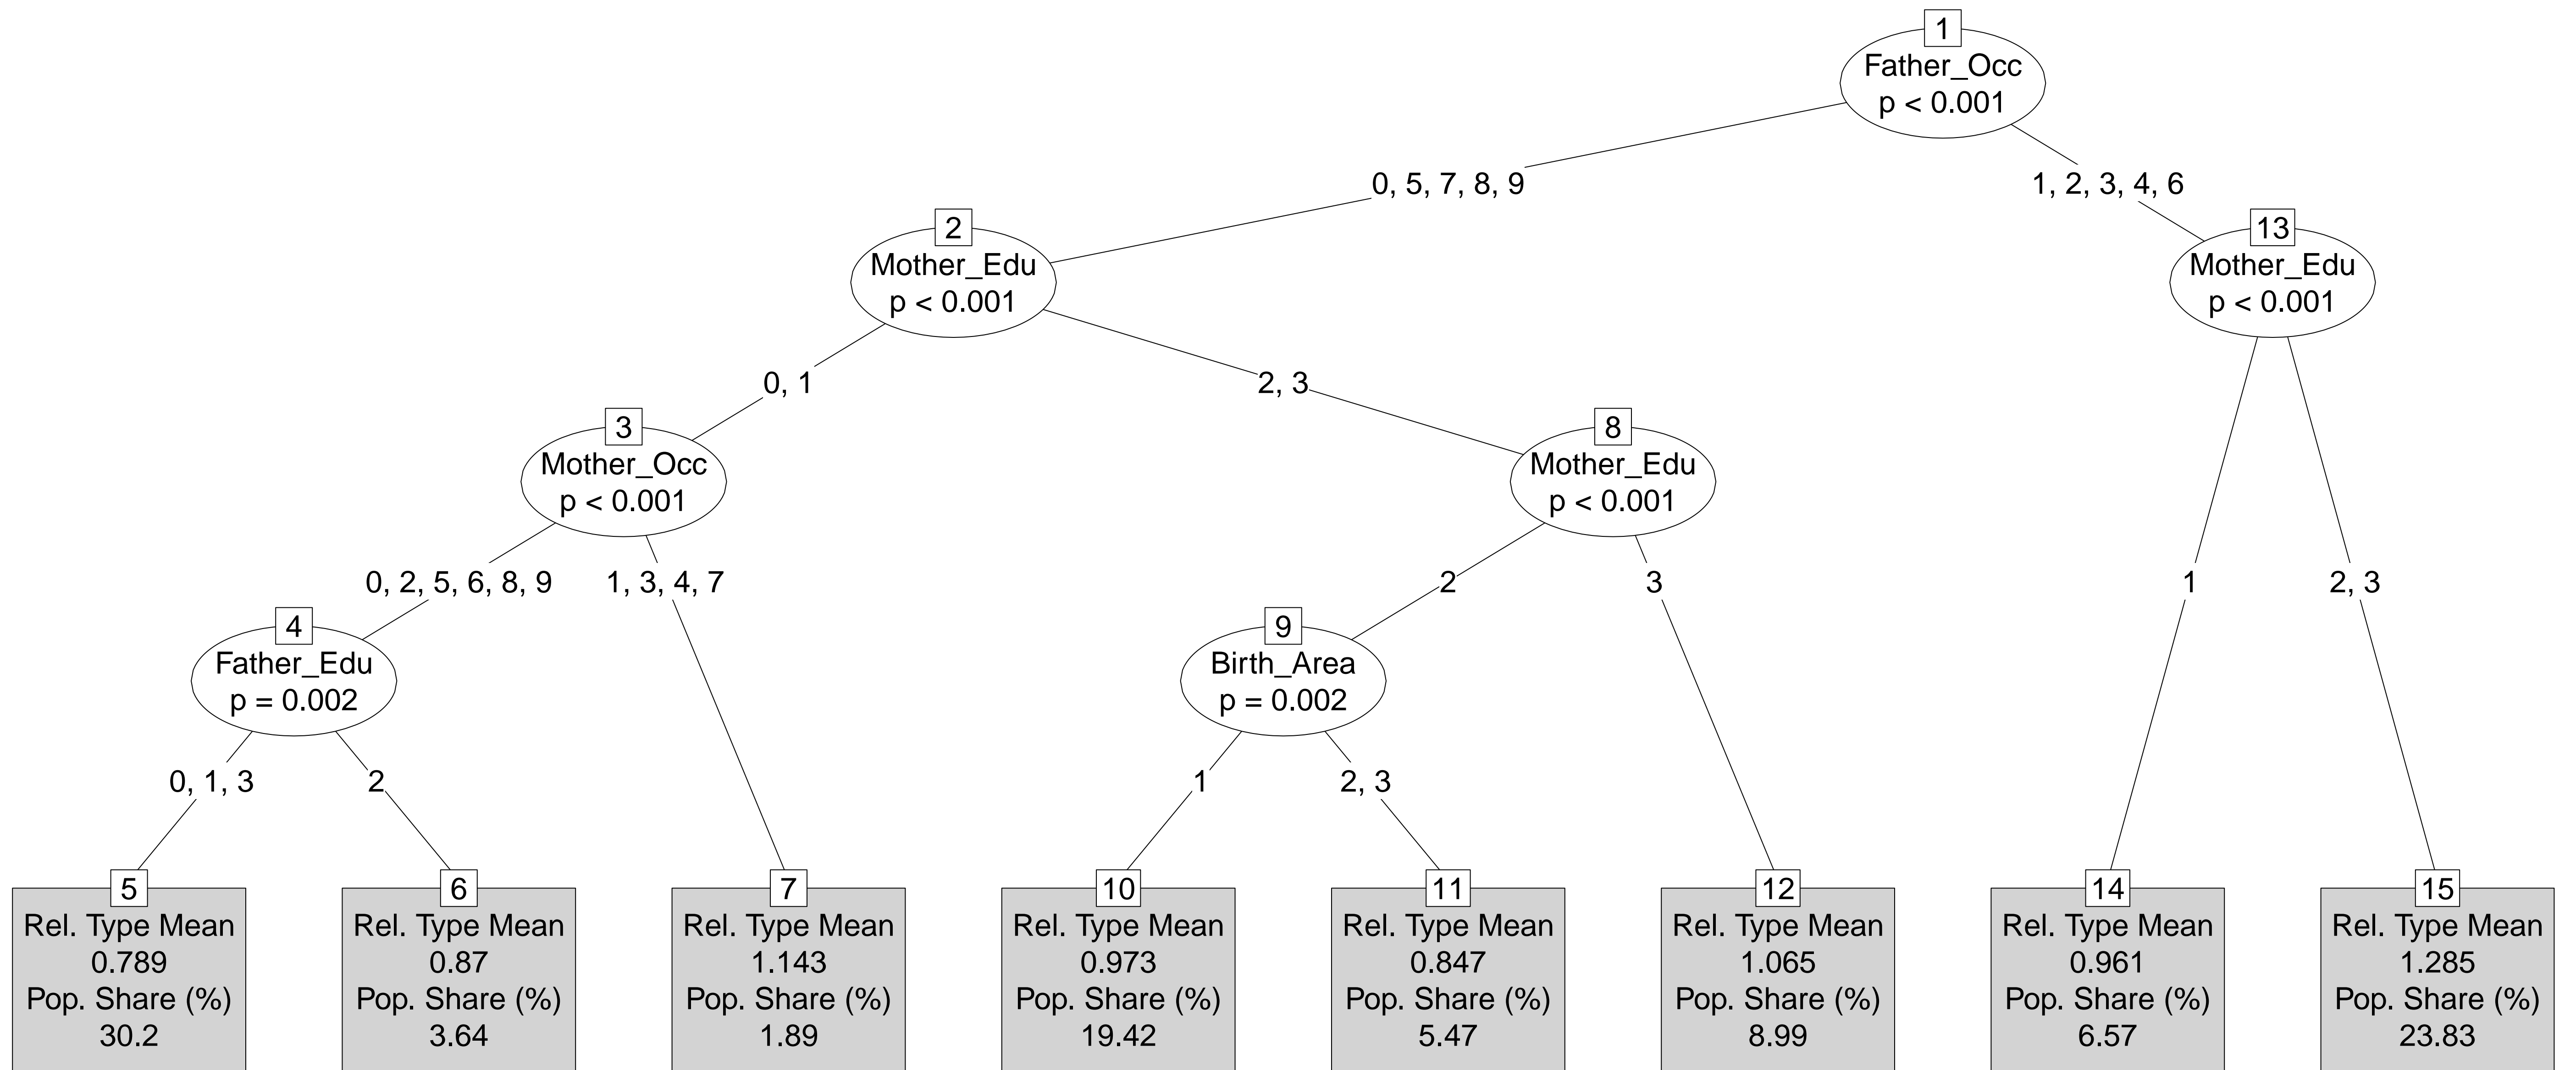 1
Father_Occ
p < 0.001
0, 5, 7, 8, 9
1, 2, 3, 4, 6
2
Mother_Edu
p < 0.001
13
Mother_Edu
p < 0.001
0, 1
2, 3
3
Mother_Occ
p < 0.001
8
Mother_Edu
p < 0.001
0, 2, 5, 6, 8, 9
1, 3, 4, 7
2
3
1
2, 3
4
Father_Edu
p = 0.002
9
Birth_Area
p = 0.002
0, 1, 3
2
1
2, 3
5
Rel. Type Mean
0.789
Pop. Share (%)
30.2
6
Rel. Type Mean
0.87
Pop. Share (%)
3.64
7
Rel. Type Mean
1.143
Pop. Share (%)
1.89
10
Rel. Type Mean
0.973
Pop. Share (%)
19.42
11
Rel. Type Mean
0.847
Pop. Share (%)
5.47
12
Rel. Type Mean
1.065
Pop. Share (%)
8.99
14
Rel. Type Mean
0.961
Pop. Share (%)
6.57
15
Rel. Type Mean
1.285
Pop. Share (%)
23.83